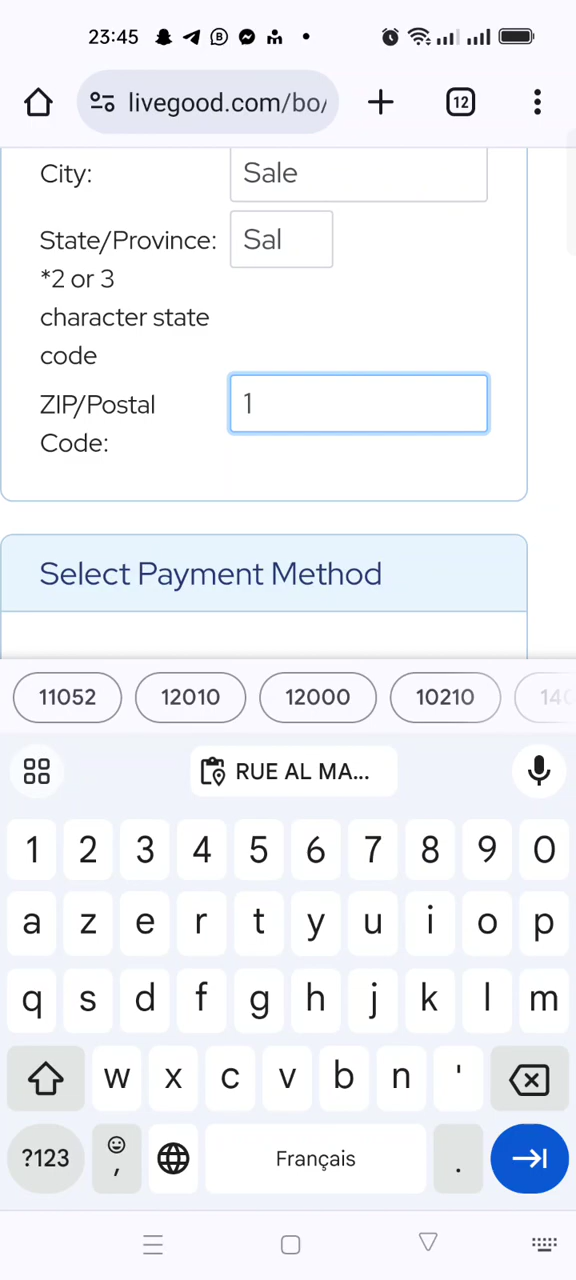 23:45
12
livegood.com/bo/
City:
Sale
State/Province:
Sal
*2 or 3
character state
code
ZIP/Postal
Code:
1
Select Payment Method
11052 12010 12000 10210 140
RUE AL MA...
1 2 3 4 5 6 7 8 9 0
a z e r t y u i o p
q s d f g h j k l m
w x c v b n '
?123 , Français .